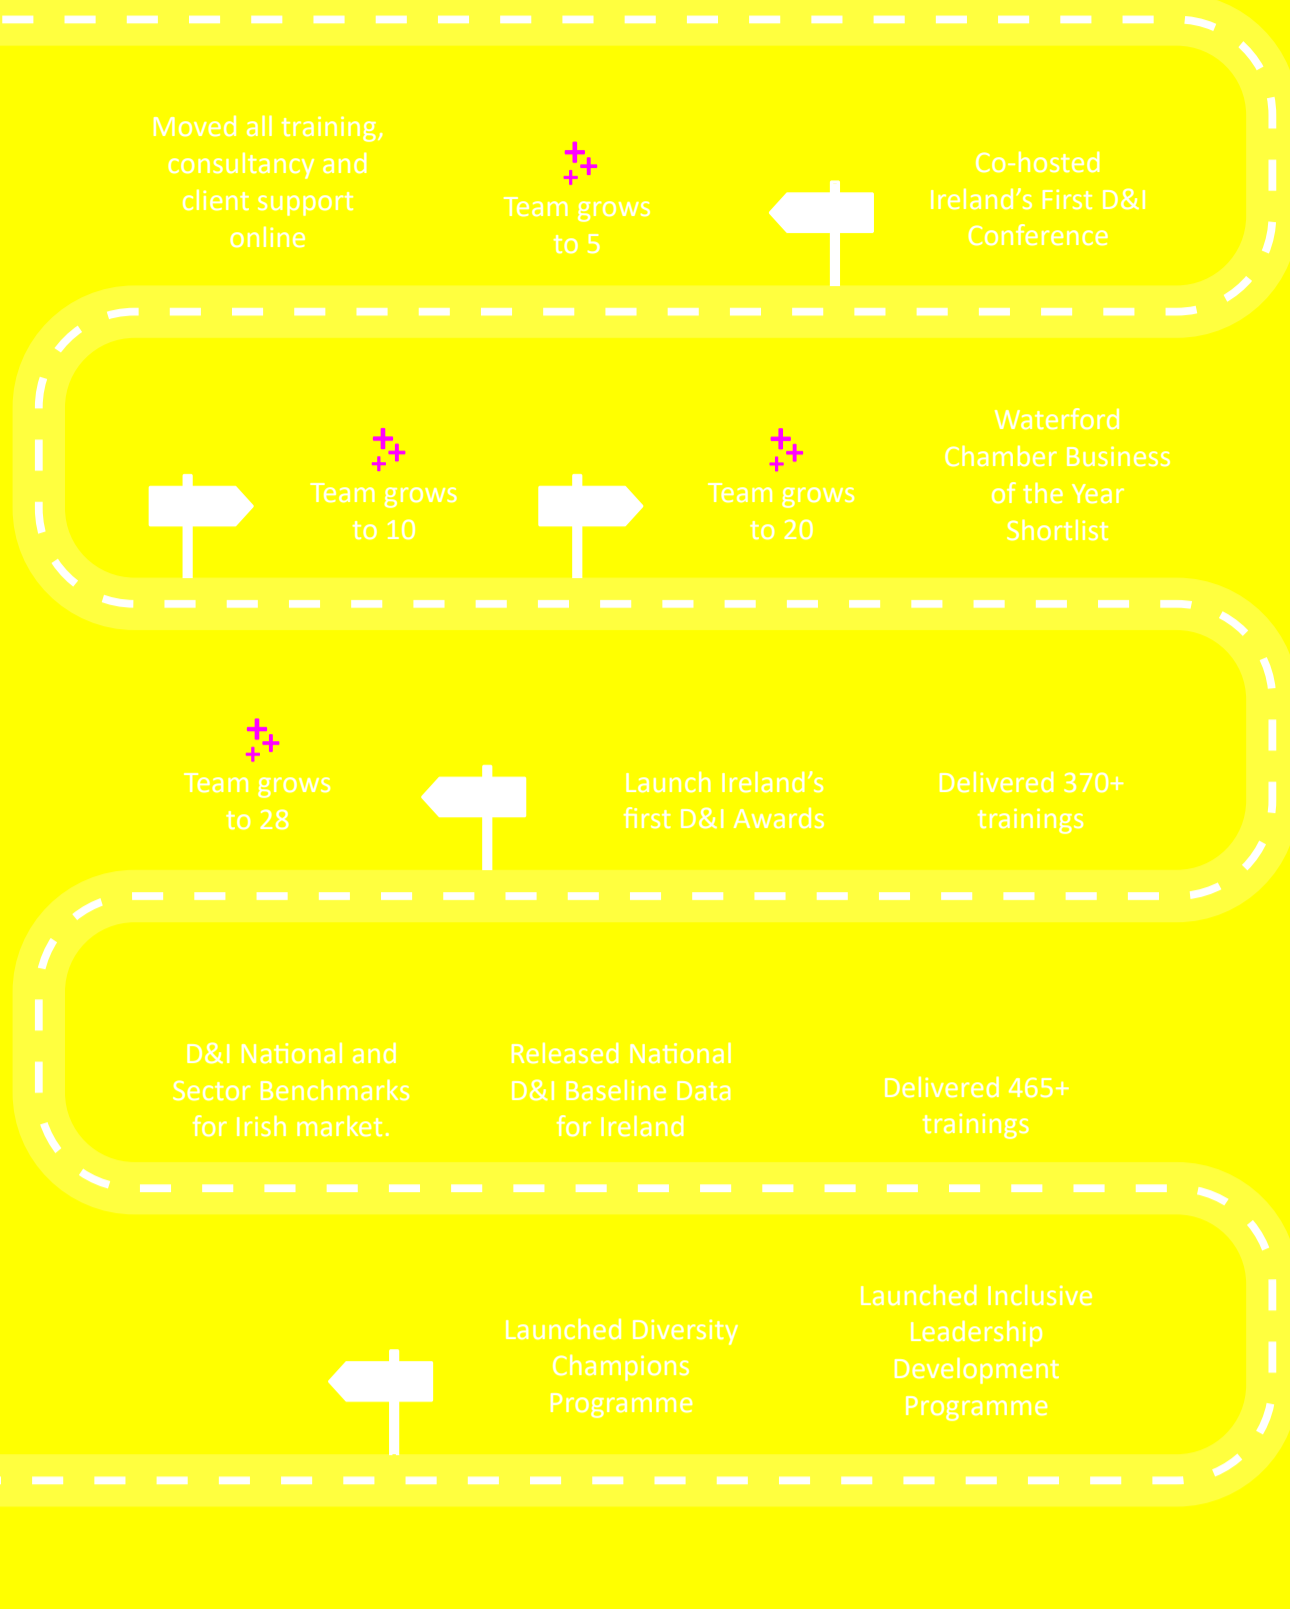 Moved all training,
consultancy and
client support
online
Team grows
to 5
Co-hosted
Ireland’s First D&I
Conference
Team grows
to 10
Team grows
to 20
Waterford
Chamber Business
of the Year
Shortlist
Team grows
to 28
Launch Ireland’s
first D&I Awards
Delivered 370+
trainings
D&I National and
Sector Benchmarks
for Irish market.
Released National
D&I Baseline Data
for Ireland
Delivered 465+
trainings
Launched Diversity
Champions
Programme
Launched Inclusive
Leadership
Development
Programme